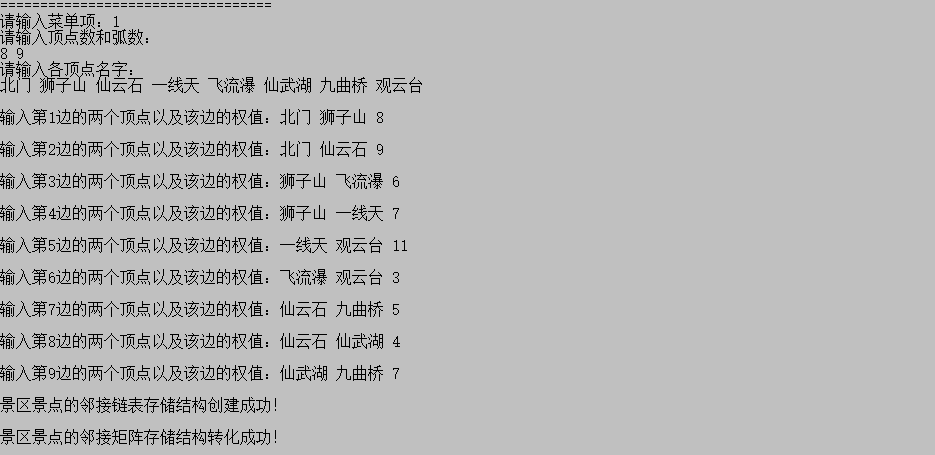 ==================================
请输入菜单项：1
请输入顶点数和弧数：
8 9
请输入各顶点名字：
北门 狮子山 仙云石 一线天 飞流瀑 仙武湖 九曲桥 观云台
输入第1边的两个顶点以及该边的权值：北门 狮子山 8
输入第2边的两个顶点以及该边的权值：北门 仙云石 9
输入第3边的两个顶点以及该边的权值：狮子山 飞流瀑 6
输入第4边的两个顶点以及该边的权值：狮子山 一线天 7
输入第5边的两个顶点以及该边的权值：一线天 观云台 11
输入第6边的两个顶点以及该边的权值：飞流瀑 观云台 3
输入第7边的两个顶点以及该边的权值：仙云石 九曲桥 5
输入第8边的两个顶点以及该边的权值：仙云石 仙武湖 4
输入第9边的两个顶点以及该边的权值：仙武湖 九曲桥 7
景区景点的邻接链表存储结构创建成功!
景区景点的邻接矩阵存储结构转化成功!